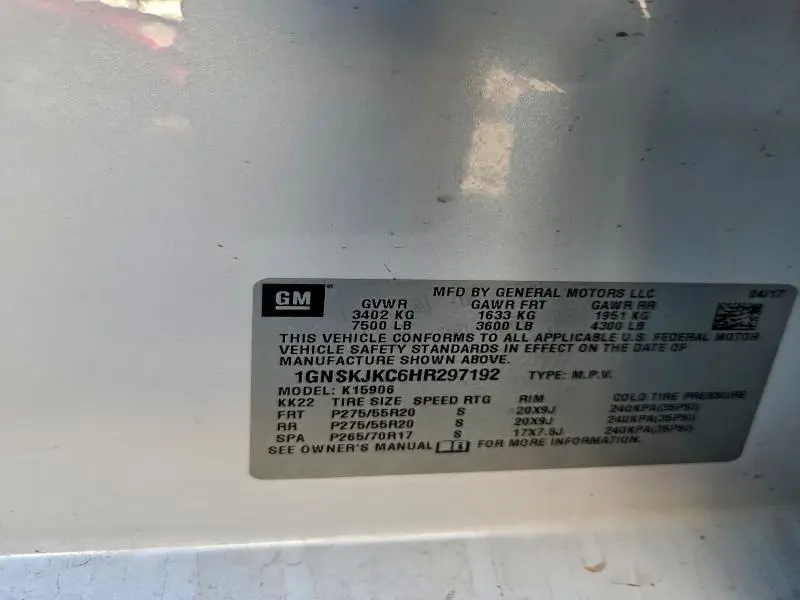 GM
MFD BY GENERAL MOTORS LLC 04/17
GVWR GAWR FRT GAWR RR
3402 KG 1633 KG 1951 KG
7500 LB 3600 LB 4300 LB
THIS VEHICLE CONFORMS TO ALL APPLICABLE U.S. FEDERAL MOTOR
VEHICLE SAFETY STANDARDS IN EFFECT ON THE DATE OF
MANUFACTURE SHOWN ABOVE.
1GNSKJKC6HR297192 TYPE: M.P.V.
MODEL: K15906
KK22 TIRE SIZE SPEED RTG RIM COLD TIRE PRESSURE
FRT P275/55R20 S 20X9J 240KPA(35PSI)
RR P275/55R20 S 20X9J 240KPA(35PSI)
SPA P265/70R17 S 17X7.5J 240KPA(35PSI)
SEE OWNER'S MANUAL FOR MORE INFORMATION.